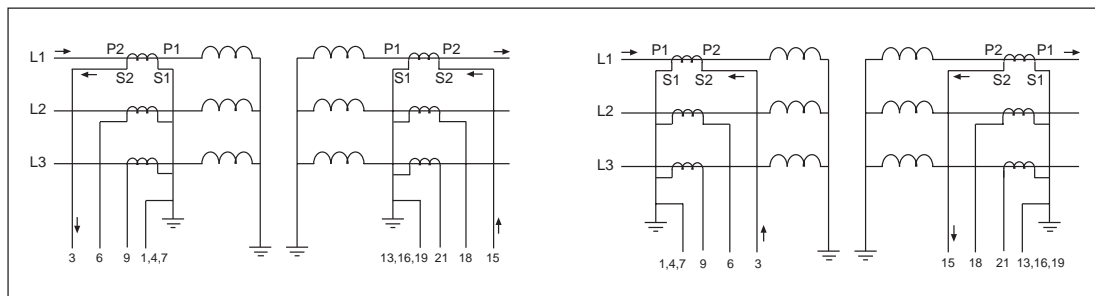 L1 P2 P1 P1 P2
S2 S1 S1 S2
L2
L3
3 6 9 1,4,7 13,16,19 21 18 15
L1 P1 P2 P2 P1
S1 S2 S2 S1
L2
L3
1,4,7 9 6 3 15 18 21 13,16,19